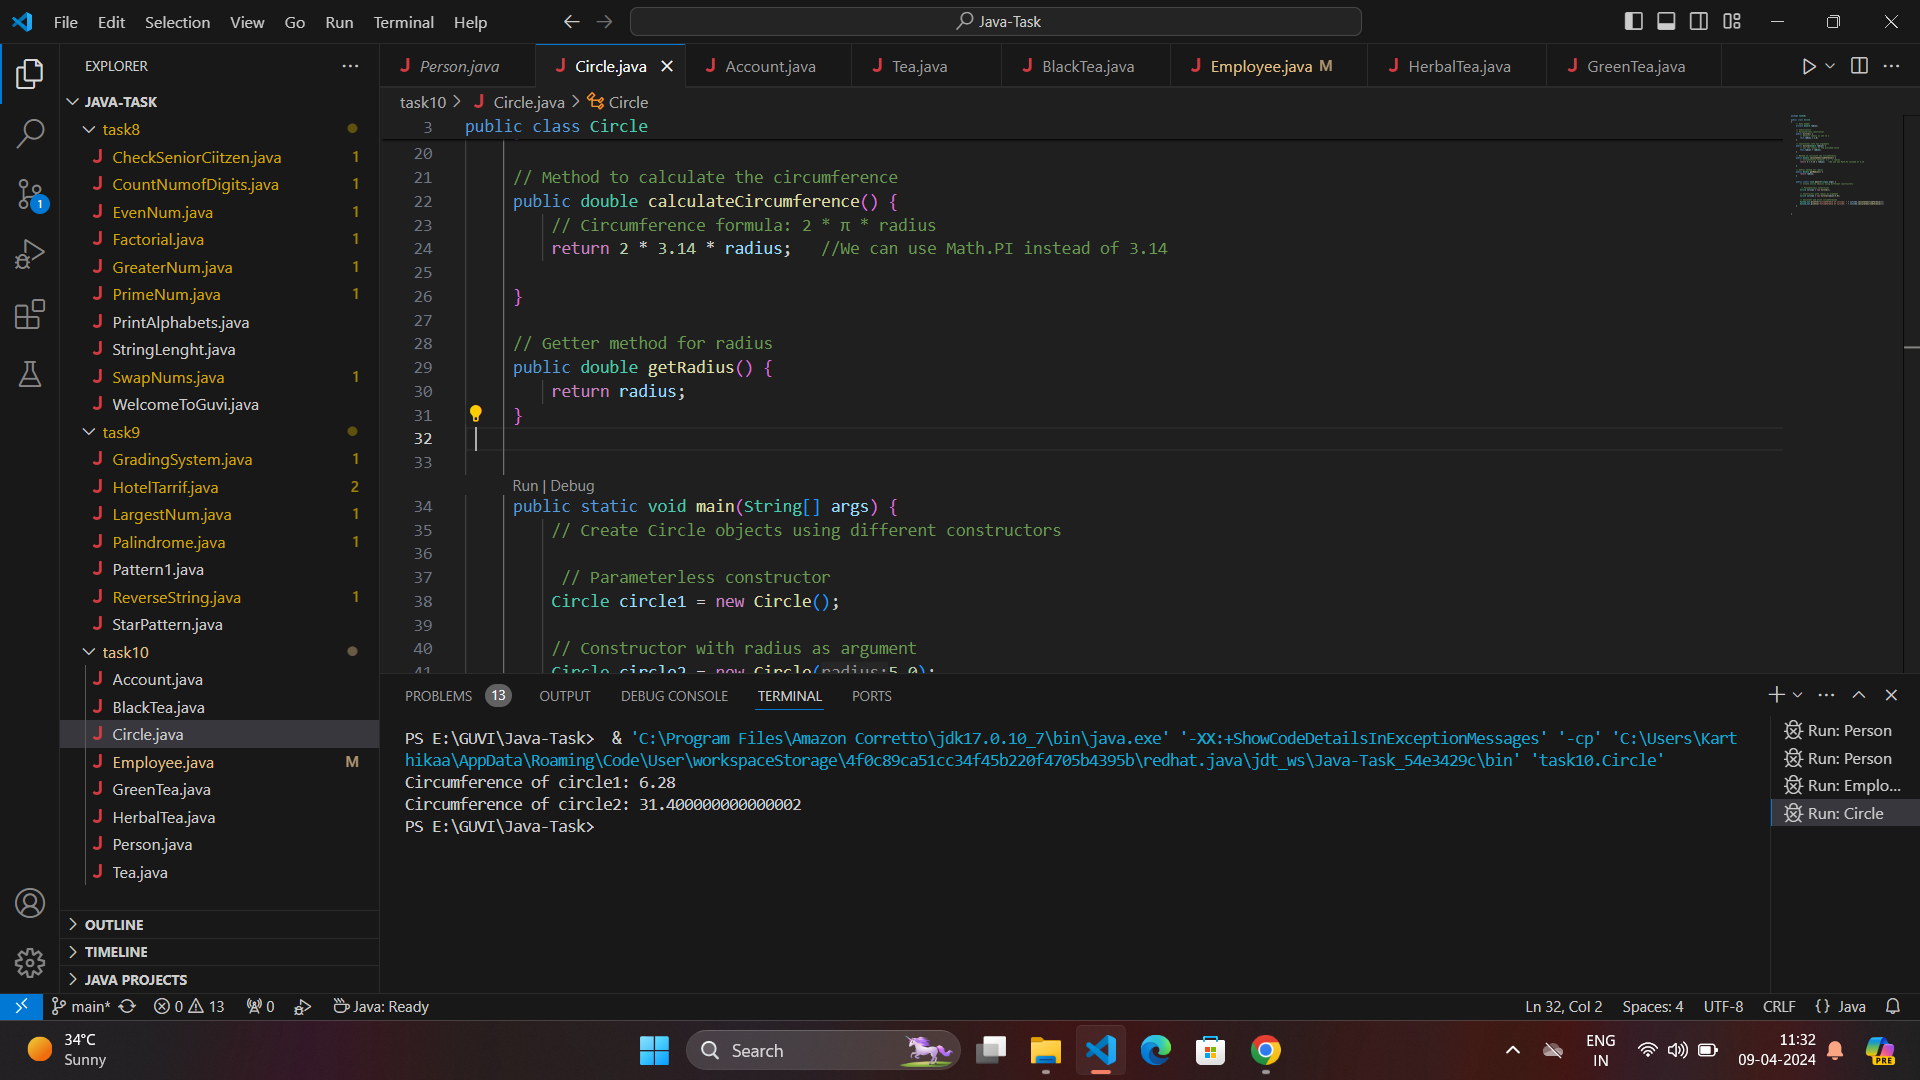 File Edit Selection View Go Run Terminal Help
Java-Task
EXPLORER
JAVA-TASK
task8
CheckSeniorCiitzen.java 1
CountNumofDigits.java 1
EvenNum.java 1
Factorial.java 1
GreaterNum.java 1
PrimeNum.java 1
PrintAlphabets.java
StringLenght.java
SwapNums.java 1
WelcomeToGuvi.java
task9
GradingSystem.java 1
HotelTarrif.java 2
LargestNum.java 1
Palindrome.java 1
Pattern1.java
ReverseString.java 1
StarPattern.java
task10
Account.java
BlackTea.java
Circle.java
Employee.java M
GreenTea.java
HerbalTea.java
Person.java
Tea.java
OUTLINE
TIMELINE
JAVA PROJECTS
1
Person.java Circle.java Account.java Tea.java BlackTea.java Employee.java M HerbalTea.java GreenTea.java
task10 > Circle.java > Circle
3 public class Circle
20
21 // Method to calculate the circumference
22 public double calculateCircumference() {
23 // Circumference formula: 2 * π * radius
24 return 2 * 3.14 * radius; //We can use Math.PI instead of 3.14
25
26 }
27
28 // Getter method for radius
29 public double getRadius() {
30 return radius;
31 }
32
33
Run | Debug
34 public static void main(String[] args) {
35 // Create Circle objects using different constructors
36
37 // Parameterless constructor
38 Circle circle1 = new Circle();
39
40 // Constructor with radius as argument
41 Circle circle2 = new Circle(radius:5.0);
PROBLEMS 13 OUTPUT DEBUG CONSOLE TERMINAL PORTS
PS E:\GUVI\Java-Task> & 'C:\Program Files\Amazon Corretto\jdk17.0.10_7\bin\java.exe' '-XX:+ShowCodeDetailsInExceptionMessages' '-cp' 'C:\Users\Kart
hikaa\AppData\Roaming\Code\User\workspaceStorage\4f0c89ca51cc34f45b220f4705b4395b\redhat.java\jdt_ws\Java-Task_54e3429c\bin' 'task10.Circle'
Circumference of circle1: 6.28
Circumference of circle2: 31.400000000000002
PS E:\GUVI\Java-Task>
Run: Person
Run: Person
Run: Emplo...
Run: Circle
main* 0 13 0 Java: Ready
Ln 32, Col 2 Spaces: 4 UTF-8 CRLF {} Java
34°C
Sunny
Search
ENG
IN
11:32
09-04-2024
PRE